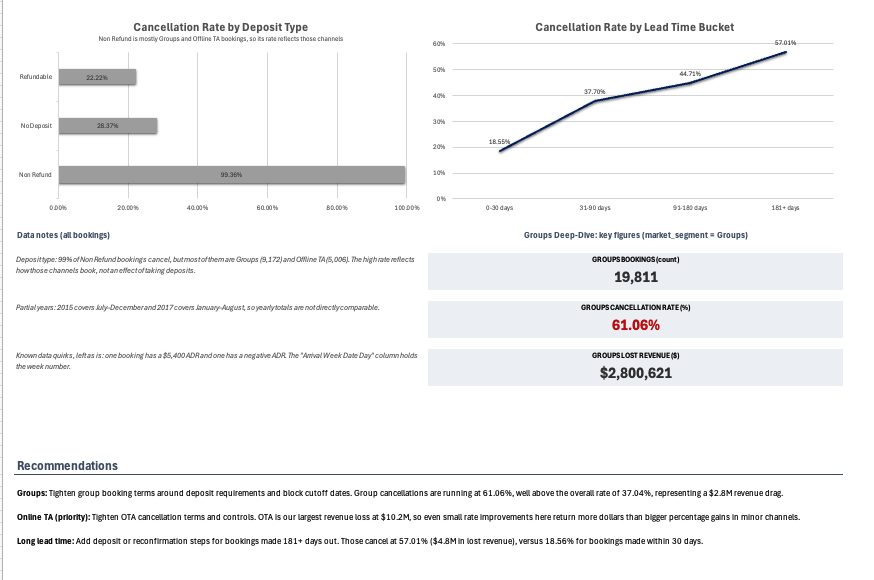 Cancellation Rate by Deposit Type
Non Refund is mostly Groups and Offline TA bookings, so its rate reflects those channels
Refundable
22.22%
No Deposit
28.37%
Non Refund
99.36%
0.00%
20.00%
40.00%
60.00%
80.00%
100.00%
Cancellation Rate by Lead Time Bucket
60%
50%
40%
30%
20%
10%
0%
18.55%
37.70%
44.71%
57.01%
0-30 days
31-90 days
91-180 days
181+ days
Data notes (all bookings)
Deposit type: 99% of Non Refund bookings cancel, but most of them are Groups (9,172) and Offline TA (5,006). The high rate reflects
how those channels book, not an effect of taking deposits.
Partial years: 2015 covers July-December and 2017 covers January-August, so yearly totals are not directly comparable.
Known data quirks, left as is: one booking has a $5,400 ADR and one has a negative ADR. The "Arrival Week Date Day" column holds
the week number.
Groups Deep-Dive: key figures (market_segment = Groups)
GROUPS BOOKINGS (count)
19,811
GROUPS CANCELLATION RATE (%)
61.06%
GROUPS LOST REVENUE ($)
$2,800,621
Recommendations
Groups: Tighten group booking terms around deposit requirements and block cutoff dates. Group cancellations are running at 61.06%, well above the overall rate of 37.04%, representing a $2.8M revenue drag.
Online TA (priority): Tighten OTA cancellation terms and controls. OTA is our largest revenue loss at $10.2M, so even small rate improvements here return more dollars than bigger percentage gains in minor channels.
Long lead time: Add deposit or reconfirmation steps for bookings made 181+ days out. Those cancel at 57.01% ($4.8M in lost revenue), versus 18.56% for bookings made within 30 days.